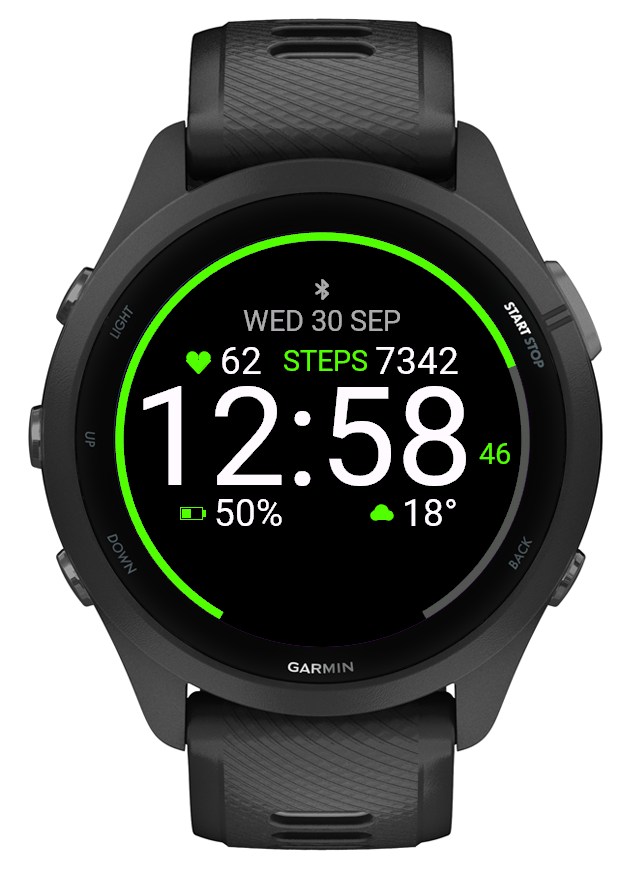 WED 30 SEP
62 STEPS 7342
12:58 46
50% 18°
LIGHT
UP
DOWN
START STOP
BACK
GARMIN